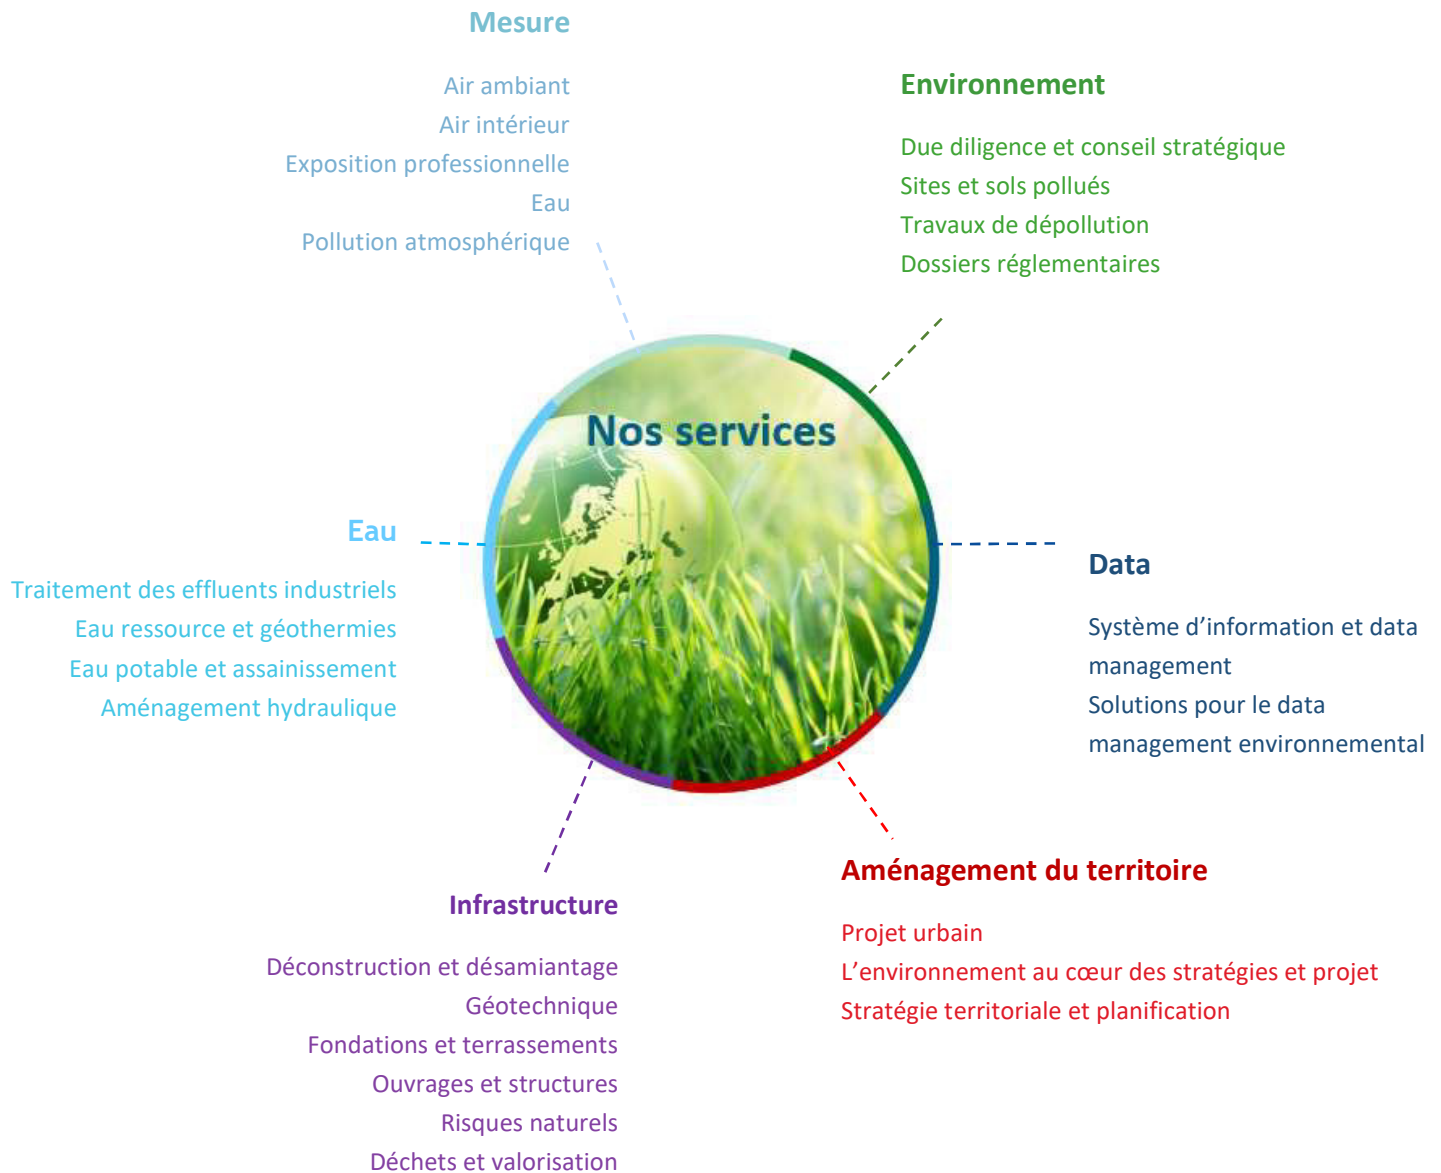 Mesure
Air ambiant
Air intérieur
Exposition professionnelle
Eau
Pollution atmosphérique
Environnement
Due diligence et conseil stratégique
Sites et sols pollués
Travaux de dépollution
Dossiers réglementaires
Nos services
Eau
Traitement des effluents industriels
Eau ressource et géothermies
Eau potable et assainissement
Aménagement hydraulique
Data
Système d’information et data
management
Solutions pour le data
management environnemental
Infrastructure
Déconstruction et désamiantage
Géotechnique
Fondations et terrassements
Ouvrages et structures
Risques naturels
Déchets et valorisation
Aménagement du territoire
Projet urbain
L’environnement au cœur des stratégies et projet
Stratégie territoriale et planification